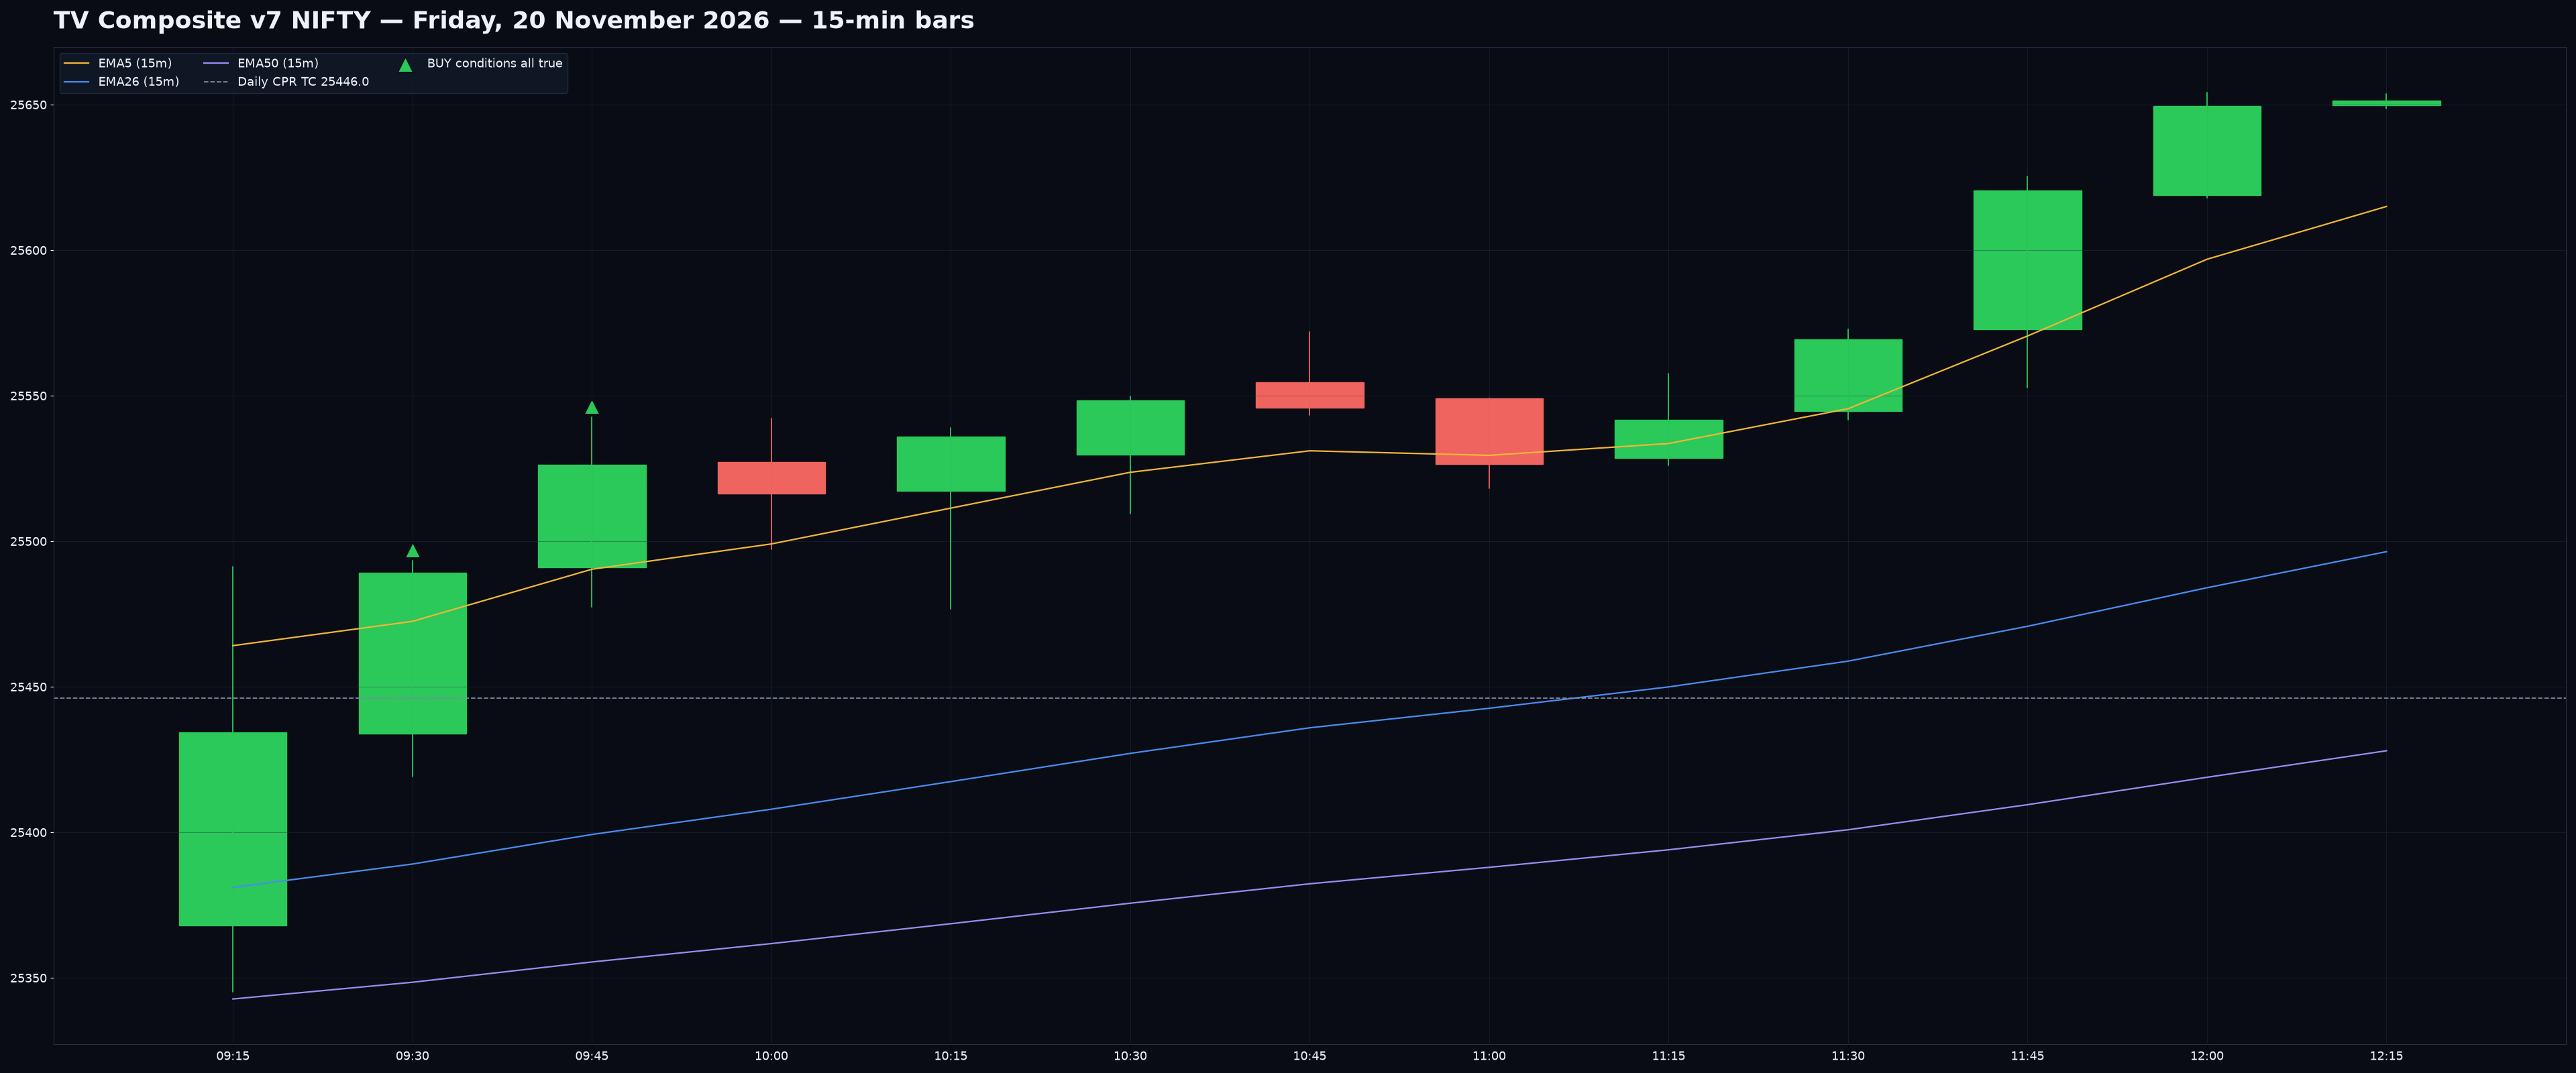 TV Composite v7 NIFTY — Friday, 20 November 2026 — 15-min bars
EMA5 (15m)
EMA26 (15m)
EMA50 (15m)
Daily CPR TC 25446.0
BUY conditions all true
25650
25600
25550
25500
25450
25400
25350
09:15 09:30 09:45 10:00 10:15 10:30 10:45 11:00 11:15 11:30 11:45 12:00 12:15